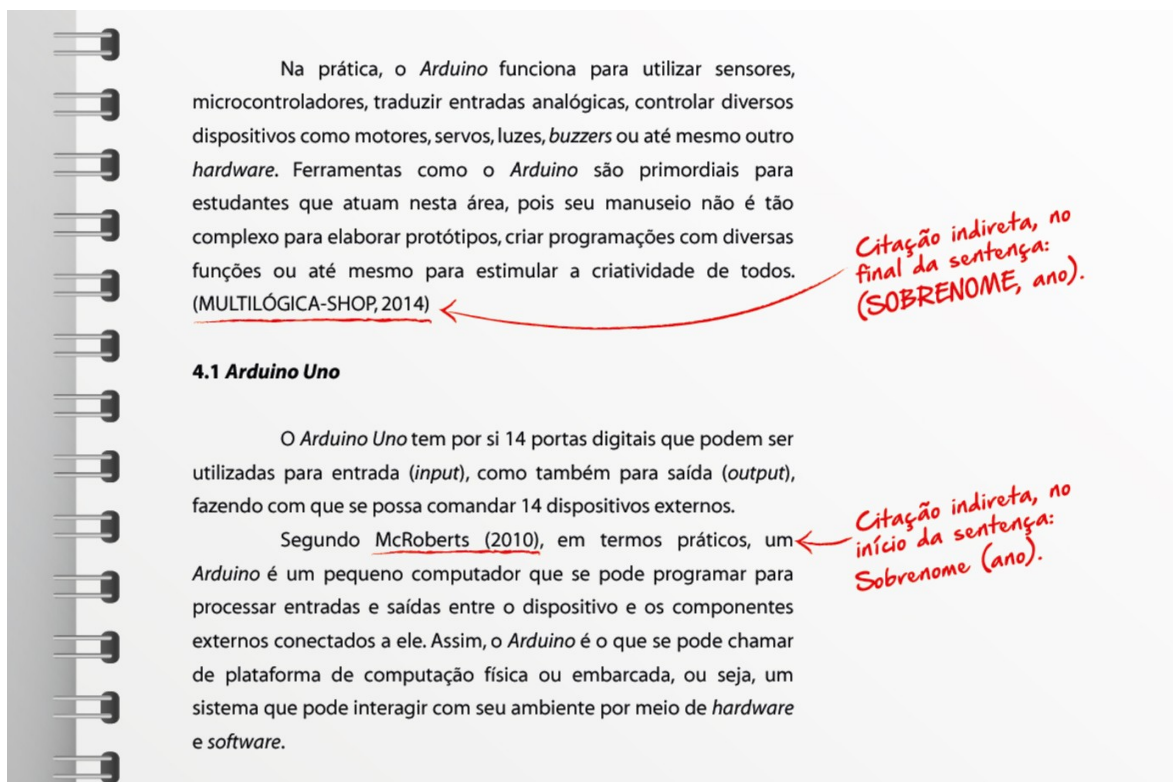 Na prática, o Arduino funciona para utilizar sensores,
microcontroladores, traduzir entradas analógicas, controlar diversos
dispositivos como motores, servos, luzes, buzzers ou até mesmo outro
hardware. Ferramentas como o Arduino são primordiais para
estudantes que atuam nesta área, pois seu manuseio não é tão
complexo para elaborar protótipos, criar programações com diversas
funções ou até mesmo para estimular a criatividade de todos.
(MULTILÓGICA-SHOP, 2014)
Citação indireta, no
final da sentença:
(SOBRENOME, ano).
4.1 Arduino Uno
O Arduino Uno tem por si 14 portas digitais que podem ser
utilizadas para entrada (input), como também para saída (output),
fazendo com que se possa comandar 14 dispositivos externos.
Segundo McRoberts (2010), em termos práticos, um
Arduino é um pequeno computador que se pode programar para
processar entradas e saídas entre o dispositivo e os componentes
externos conectados a ele. Assim, o Arduino é o que se pode chamar
de plataforma de computação física ou embarcada, ou seja, um
sistema que pode interagir com seu ambiente por meio de hardware
e software.
Citação indireta, no
início da sentença:
Sobrenome (ano).